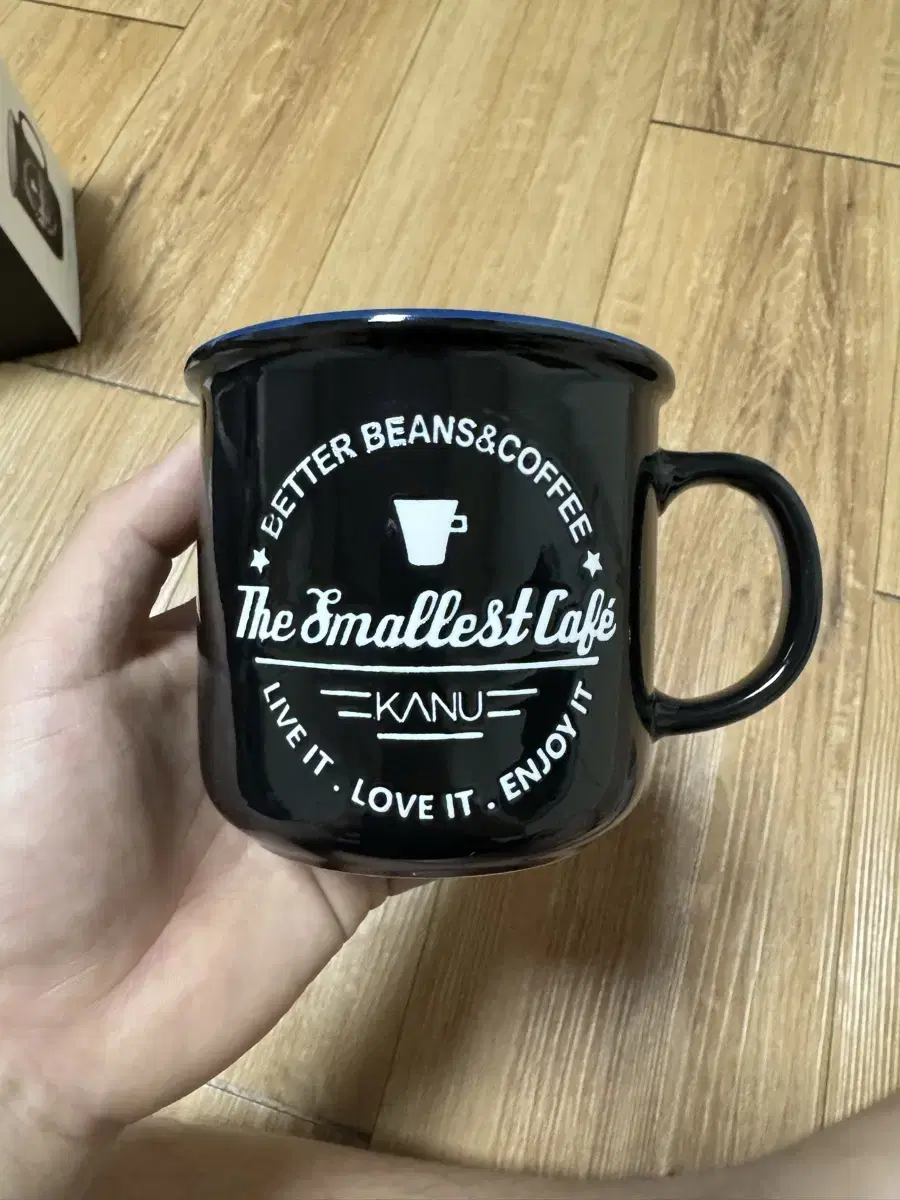 BETTER BEANS&COFFEE
The Smallest Café
KANU
LIVE IT . LOVE IT . ENJOY IT